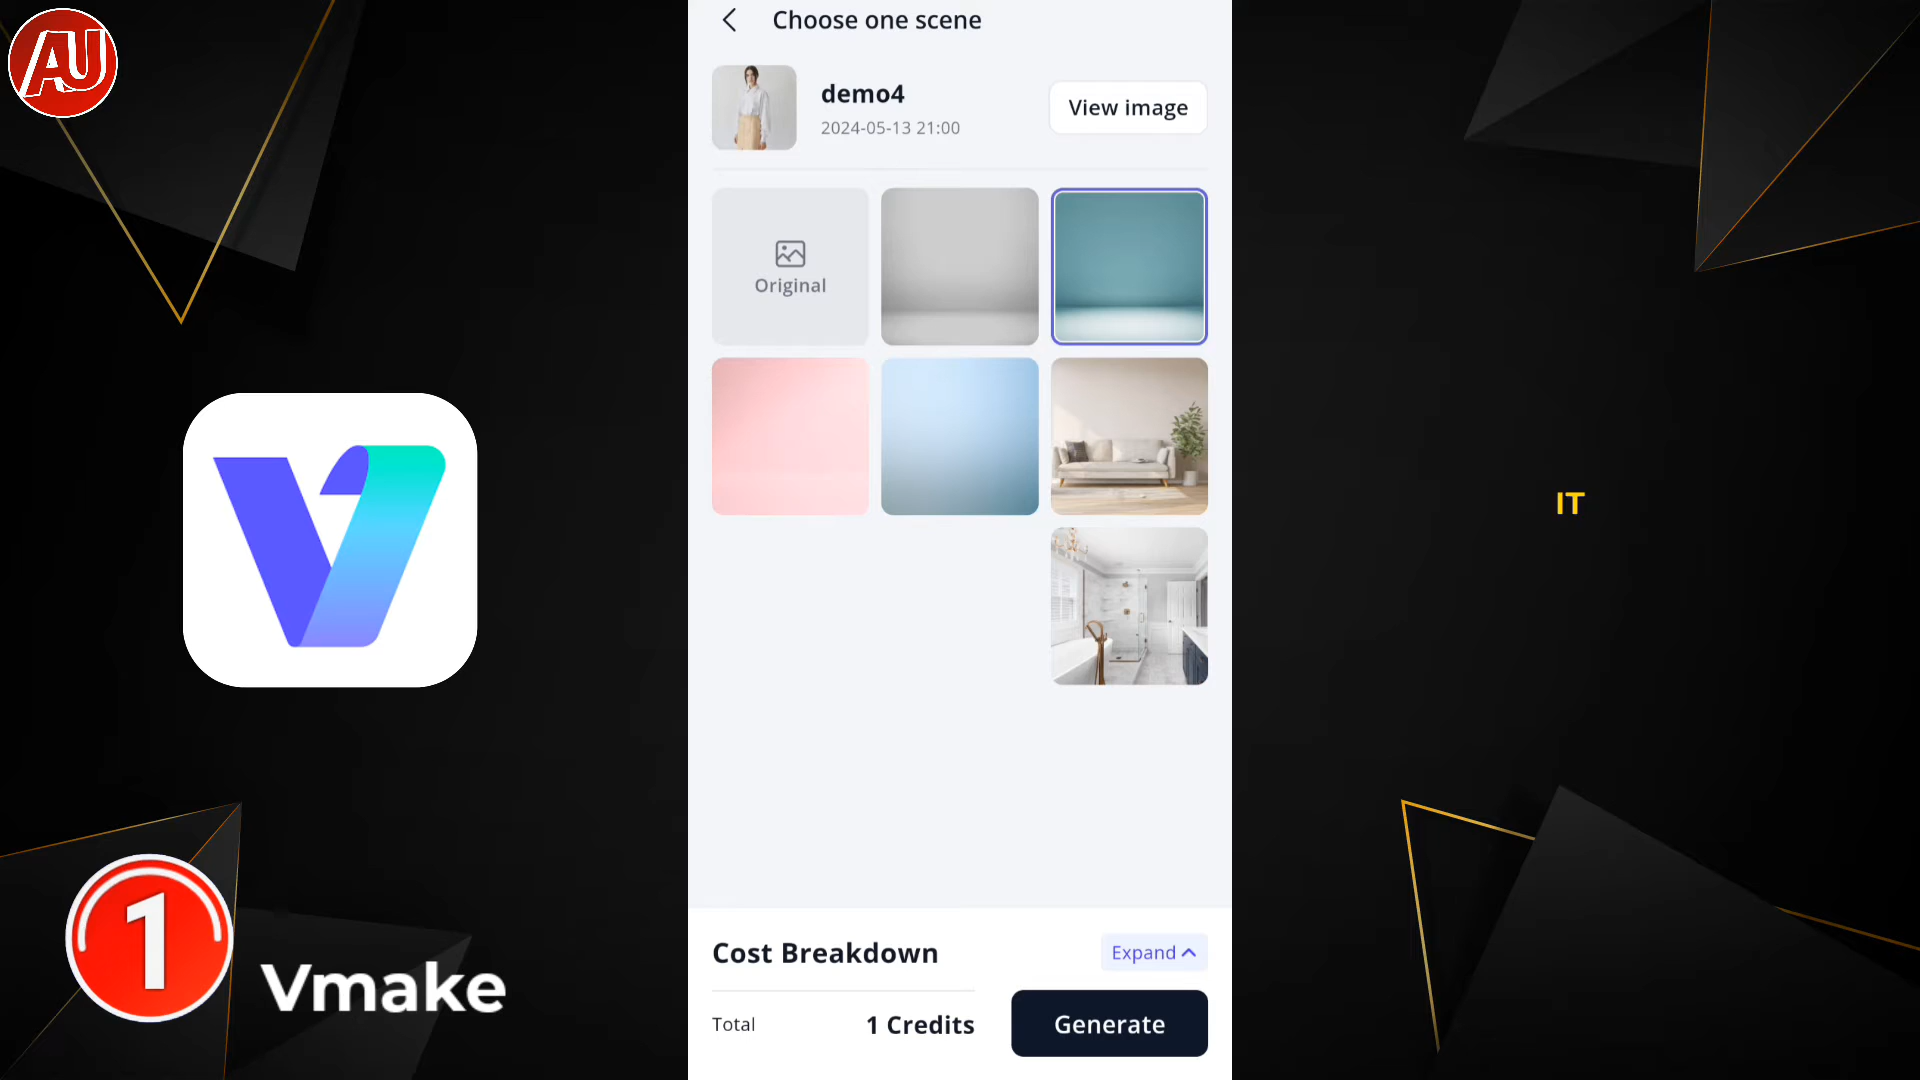 AU
Choose one scene
demo4
2024-05-13 21:00
View image
Original
IT
1
Vmake
Cost Breakdown
Expand
Total
1 Credits
Generate